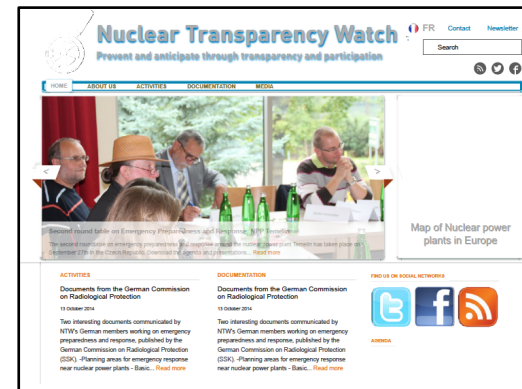 Nuclear Transparency Watch
Prevent and anticipate through transparency and participation
FR Contact Newsletter
Search
HOME ABOUT US ACTIVITIES DOCUMENTATION MEDIA
< >
Second round table on Emergency Preparedness and Response, NPP Temelin
The second roundtable on emergency preparedness and response around the nuclear power plant Temelin has taken place on
September 27th in the Czech Republic. Download the agenda and presentations... Read more
Map of Nuclear power
plants in Europe
ACTIVITIES
Documents from the German Commission
on Radiological Protection
13 October 2014
Two interesting documents communicated by
NTW's German members working on emergency
preparedness and response, published by the
German Commission on Radiological Protection
(SSK). -Planning areas for emergency response
near nuclear power plants - Basic... Read more
DOCUMENTATION
Documents from the German Commission
on Radiological Protection
13 October 2014
Two interesting documents communicated by
NTW's German members working on emergency
preparedness and response, published by the
German Commission on Radiological Protection
(SSK). -Planning areas for emergency response
near nuclear power plants - Basic... Read more
FIND US ON SOCIAL NETWORKS
AGENDA